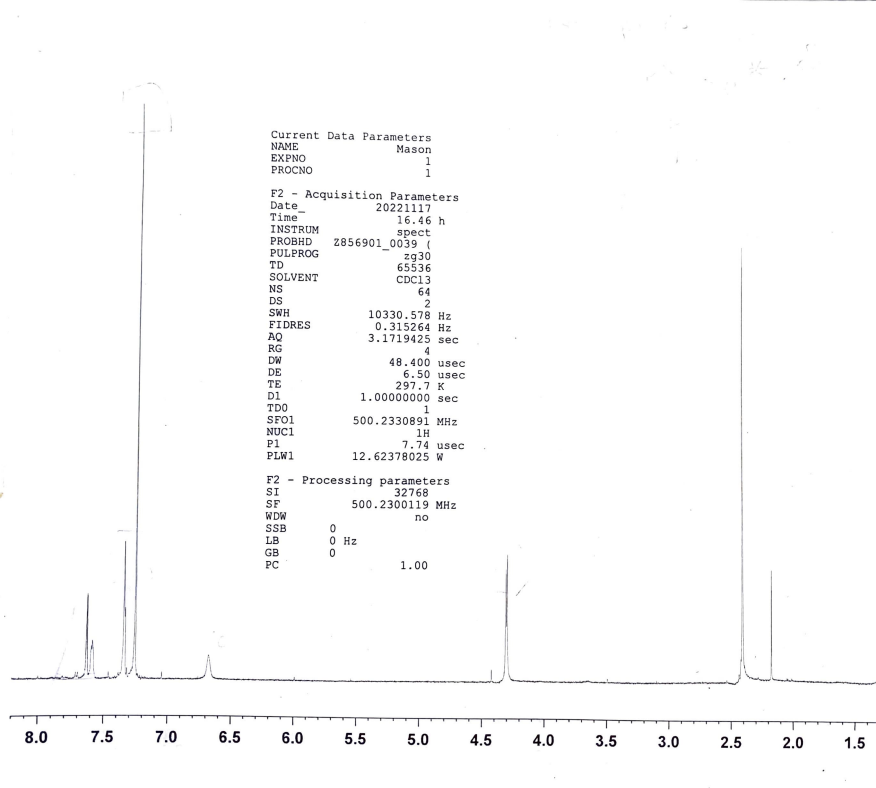 Current Data Parameters
NAME Mason
EXPNO 1
PROCNO 1
F2 - Acquisition Parameters
Date_ 20221117
Time 16.46 h
INSTRUM spect
PROBHD Z856901_0039 (
PULPROG zg30
TD 65536
SOLVENT CDCl3
NS 64
DS 2
SWH 10330.578 Hz
FIDRES 0.315264 Hz
AQ 3.1719425 sec
RG 4
DW 48.400 usec
DE 6.50 usec
TE 297.7 K
D1 1.00000000 sec
TD0 1
SFO1 500.2330891 MHz
NUC1 1H
P1 7.74 usec
PLW1 12.62378025 W
F2 - Processing parameters
SI 32768
SF 500.2300119 MHz
WDW no
SSB 0
LB 0 Hz
GB 0
PC 1.00
8.0 7.5 7.0 6.5 6.0 5.5 5.0 4.5 4.0 3.5 3.0 2.5 2.0 1.5